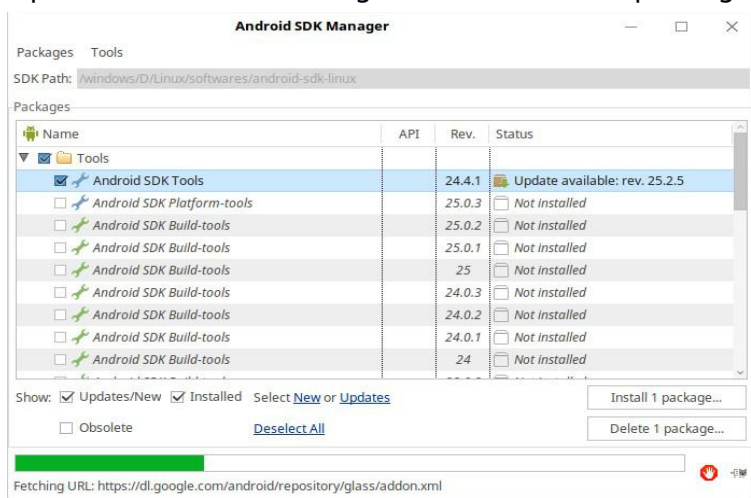 Android SDK Manager
Packages Tools
SDK Path: /windows/D/Linux/softwares/android-sdk-linux
Packages
Name API Rev. Status
Tools
Android SDK Tools 24.4.1 Update available: rev. 25.2.5
Android SDK Platform-tools 25.0.3 Not installed
Android SDK Build-tools 25.0.2 Not installed
Android SDK Build-tools 25.0.1 Not installed
Android SDK Build-tools 25 Not installed
Android SDK Build-tools 24.0.3 Not installed
Android SDK Build-tools 24.0.2 Not installed
Android SDK Build-tools 24.0.1 Not installed
Android SDK Build-tools 24 Not installed
Show: Updates/New Installed Select New or Updates Install 1 package...
Obsolete Deselect All Delete 1 package...
Fetching URL: https://dl.google.com/android/repository/glass/addon.xml